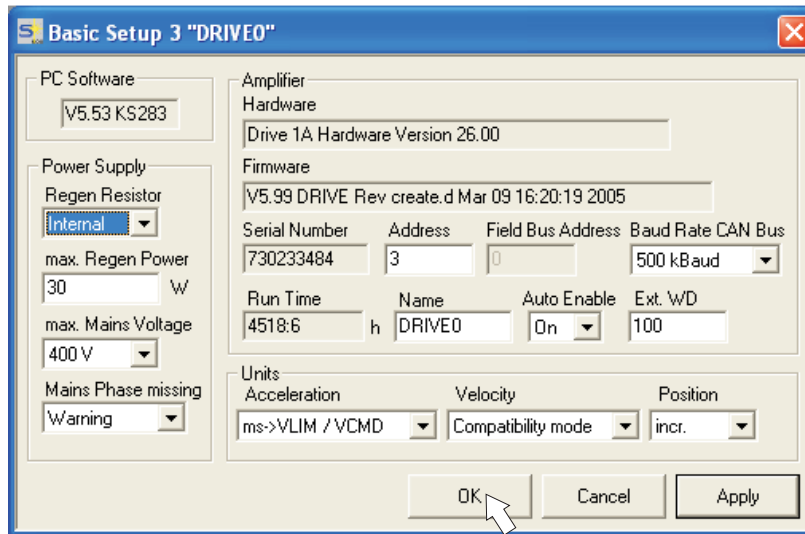 Basic Setup 3 "DRIVE0"
PC Software
V5.53 KS283
Power Supply
Regen Resistor
Internal
max. Regen Power
30 W
max. Mains Voltage
400 V
Mains Phase missing
Warning
Amplifier
Hardware
Drive 1A Hardware Version 26.00
Firmware
V5.99 DRIVE Rev create.d Mar 09 16:20:19 2005
Serial Number Address Field Bus Address Baud Rate CAN Bus
730233484 3 0 500 kBaud
Run Time Name Auto Enable Ext. WD
4518:6 h DRIVE0 On 100
Units
Acceleration Velocity Position
ms->VLIM / VCMD Compatibility mode incr.
OK Cancel Apply